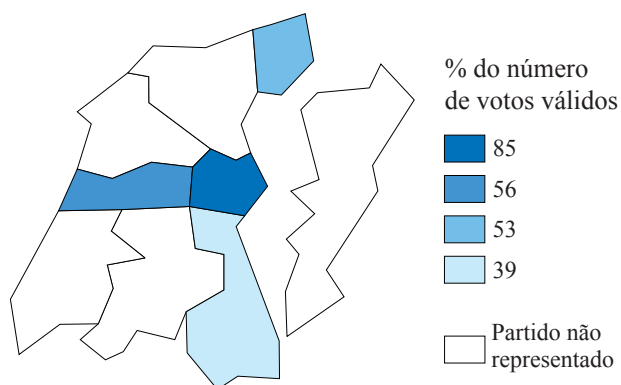 % do número
de votos válidos
85
56
53
39
Partido não
representado